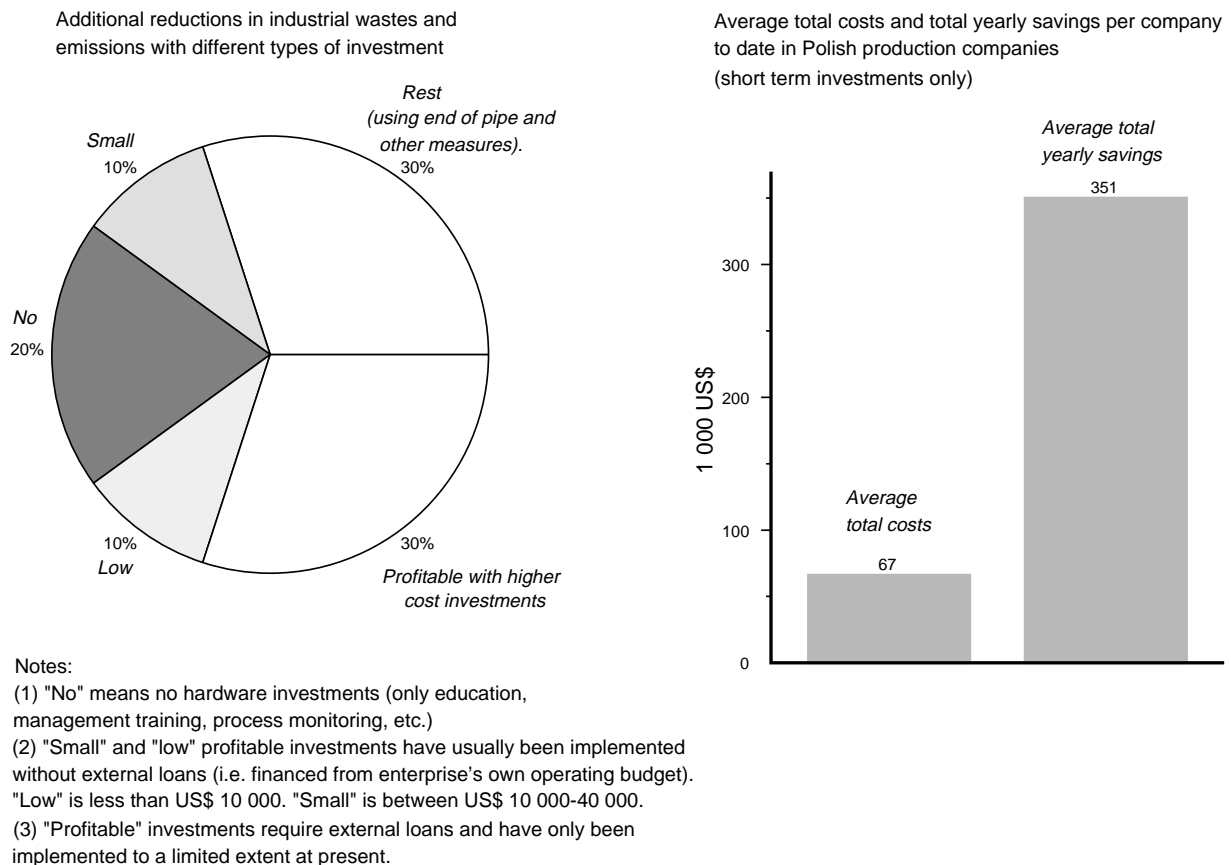 Additional reductions in industrial wastes and
emissions with different types of investment
Rest
(using end of pipe and
other measures).
30%
Small
10%
No
20%
10%
Low
30%
Profitable with higher
cost investments
Notes:
(1) "No" means no hardware investments (only education,
management training, process monitoring, etc.)
(2) "Small" and "low" profitable investments have usually been implemented
without external loans (i.e. financed from enterprise's own operating budget).
"Low" is less than US$ 10 000. "Small" is between US$ 10 000-40 000.
(3) "Profitable" investments require external loans and have only been
implemented to a limited extent at present.
Average total costs and total yearly savings per company
to date in Polish production companies
(short term investments only)
Average total
yearly savings
351
300
200
100
0
1 000 US$
Average
total costs
67